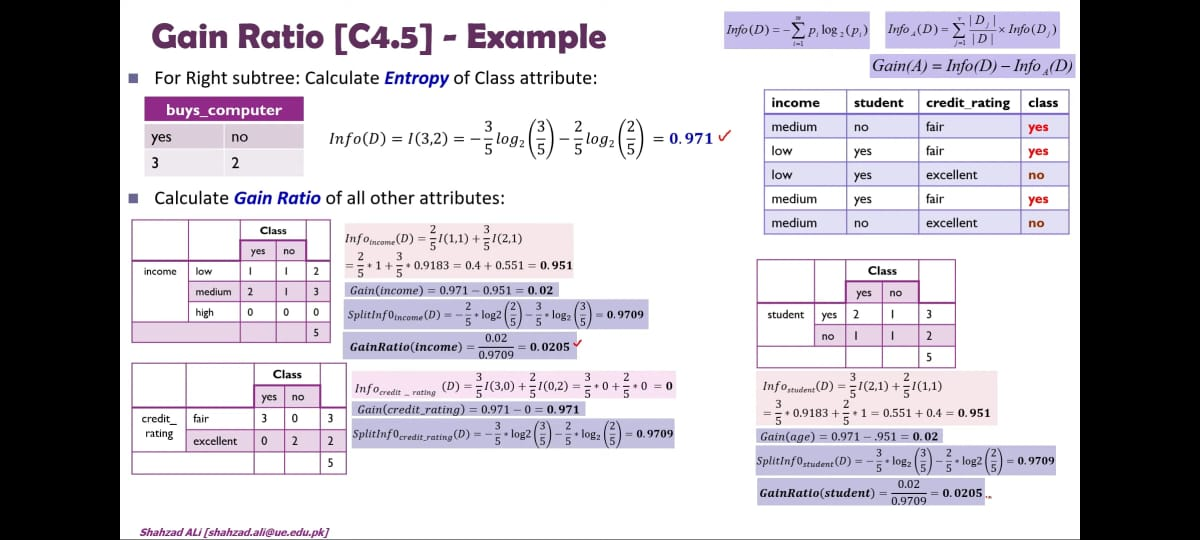 Gain Ratio [C4.5] - Example
Info(D) = −∑ᵢ₌₁ᵐ pᵢ log₂(pᵢ)
Info_A(D) = ∑ⱼ₌₁ᵛ |Dⱼ|/|D| × Info(Dⱼ)
Gain(A) = Info(D) − Info_A(D)
■ For Right subtree: Calculate Entropy of Class attribute:
buys_computer
yes no
3 2
Info(D) = I(3,2) = −3/5 log₂(3/5) − 2/5 log₂(2/5) = 0.971 ✓
income student credit_rating class
medium no fair yes
low yes fair yes
low yes excellent no
medium yes fair yes
medium no excellent no
■ Calculate Gain Ratio of all other attributes:
Class
yes no
income low 1 1 2
medium 2 1 3
high 0 0 0
5
Info_income(D) = 2/5 I(1,1) + 3/5 I(2,1)
= 2/5 * 1 + 3/5 * 0.9183 = 0.4 + 0.551 = 0.951
Gain(income) = 0.971 − 0.951 = 0.02
SplitInfO_income(D) = −2/5 * log2(2/5) − 3/5 * log₂(3/5) = 0.9709
GainRatio(income) = 0.02/0.9709 = 0.0205 ✓
Class
yes no
credit_rating fair 3 0 3
excellent 0 2 2
5
Info_credit_rating (D) = 3/5 I(3,0) + 2/5 I(0,2) = 3/5 * 0 + 2/5 * 0 = 0
Gain(credit_rating) = 0.971 − 0 = 0.971
SplitInfO_credit_rating(D) = −3/5 * log2(3/5) − 2/5 * log₂(2/5) = 0.9709
Class
yes no
student yes 2 1 3
no 1 1 2
5
Info_student(D) = 3/5 I(2,1) + 2/5 I(1,1)
= 3/5 * 0.9183 + 2/5 * 1 = 0.551 + 0.4 = 0.951
Gain(age) = 0.971 − .951 = 0.02
SplitInfO_student(D) = −3/5 * log₂(3/5) − 2/5 * log2(2/5) = 0.9709
GainRatio(student) = 0.02/0.9709 = 0.0205
Shahzad ALi [shahzad.ali@ue.edu.pk]